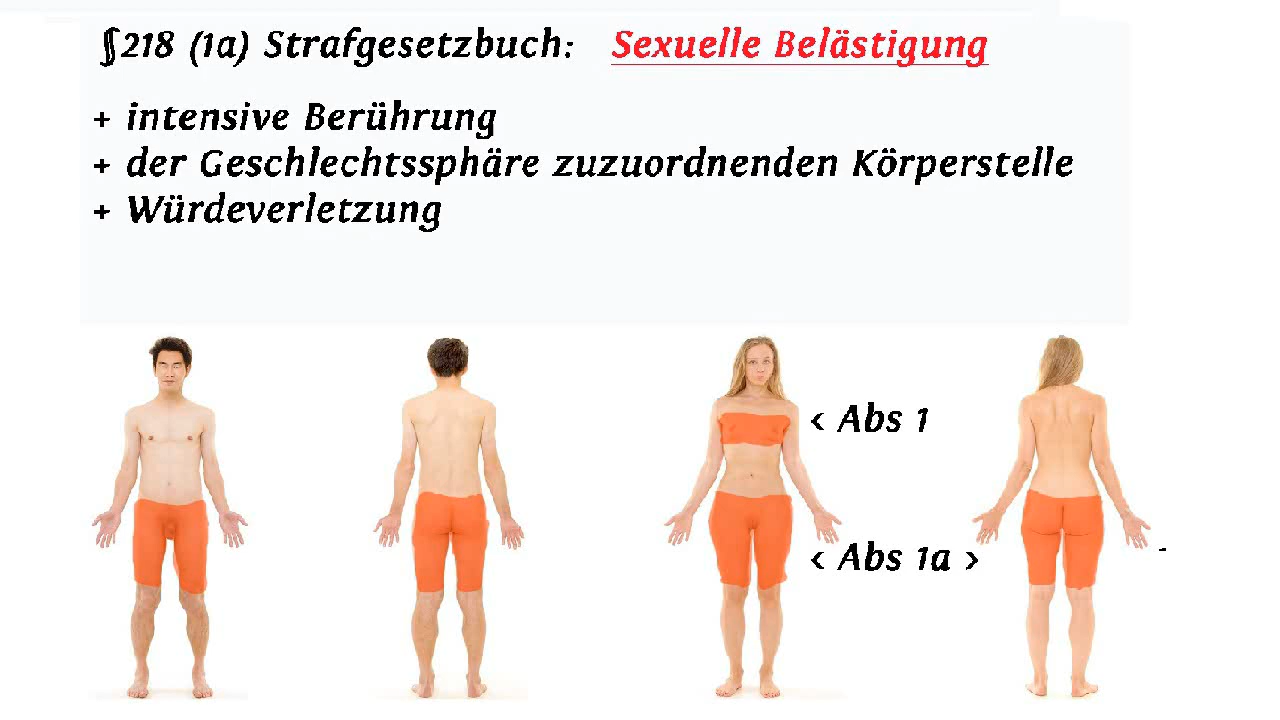 §218 (1a) Strafgesetzbuch: Sexuelle Belästigung
+ intensive Berührung
+ der Geschlechtssphäre zuzuordnenden Körperstelle
+ Würdeverletzung
< Abs 1
< Abs 1a >
-